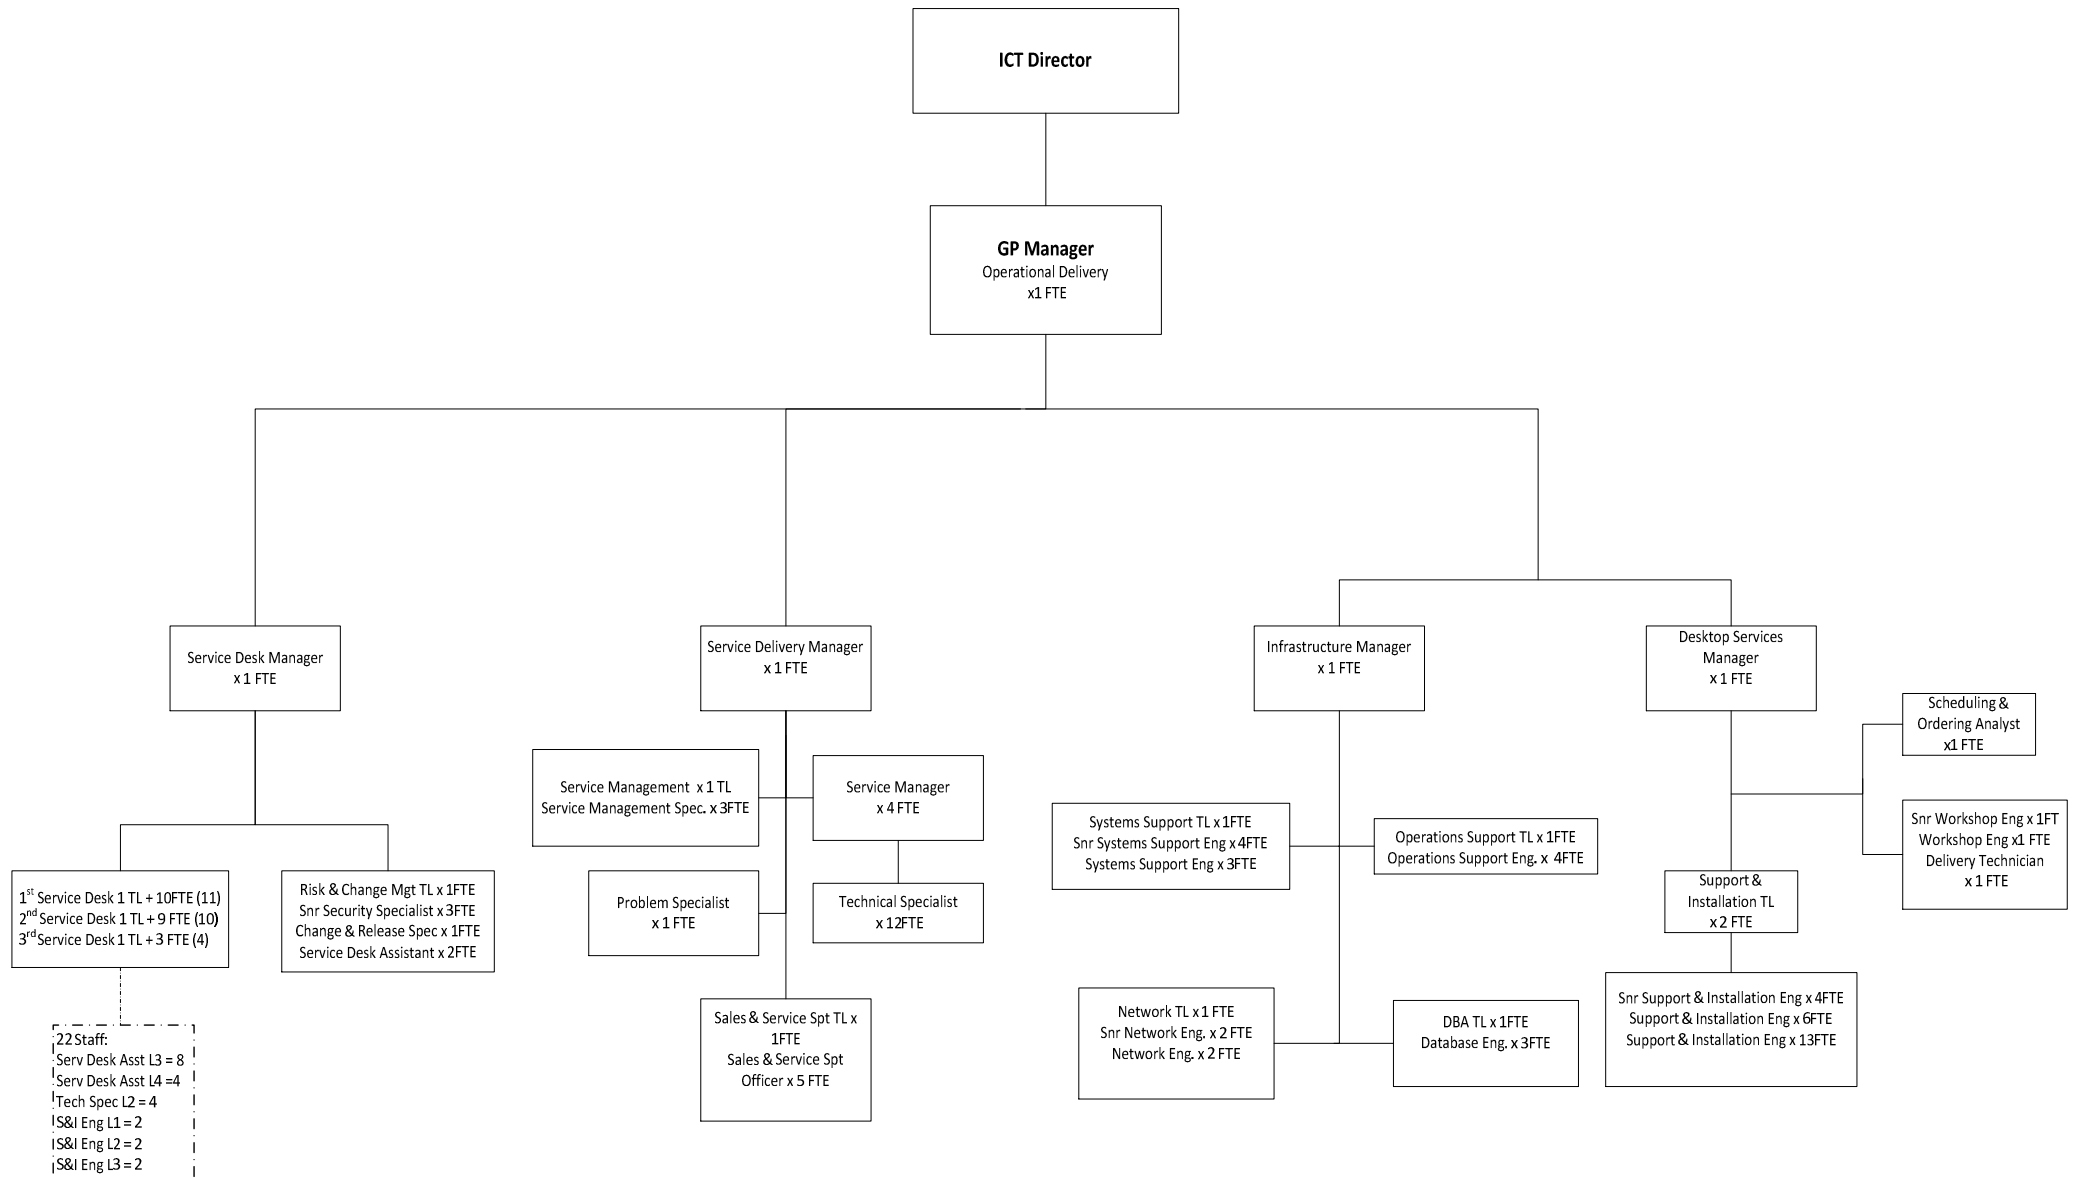 ICT Director
GP Manager
Operational Delivery
x1 FTE
Service Desk Manager
x 1 FTE
1st Service Desk 1 TL + 10FTE (11)
2nd Service Desk 1 TL + 9 FTE (10)
3rd Service Desk 1 TL + 3 FTE (4)
22 Staff:
Serv Desk Asst L3 = 8
Serv Desk Asst L4 =4
Tech Spec L2 = 4
S&I Eng L1 = 2
S&I Eng L2 = 2
S&I Eng L3 = 2
Risk & Change Mgt TL x 1FTE
Snr Security Specialist x 3FTE
Change & Release Spec x 1FTE
Service Desk Assistant x 2FTE
Service Delivery Manager
x 1 FTE
Service Management x 1 TL
Service Management Spec. x 3FTE
Service Manager
x 4 FTE
Problem Specialist
x 1 FTE
Technical Specialist
x 12FTE
Sales & Service Spt TL x
1FTE
Sales & Service Spt
Officer x 5 FTE
Infrastructure Manager
x 1 FTE
Systems Support TL x 1FTE
Snr Systems Support Eng x 4FTE
Systems Support Eng x 3FTE
Operations Support TL x 1FTE
Operations Support Eng. x 4FTE
Network TL x 1 FTE
Snr Network Eng. x 2 FTE
Network Eng. x 2 FTE
DBA TL x 1FTE
Database Eng. x 3FTE
Desktop Services
Manager
x 1 FTE
Scheduling &
Ordering Analyst
x1 FTE
Snr Workshop Eng x 1FT
Workshop Eng x1 FTE
Delivery Technician
x 1 FTE
Support &
Installation TL
x 2 FTE
Snr Support & Installation Eng x 4FTE
Support & Installation Eng x 6FTE
Support & Installation Eng x 13FTE